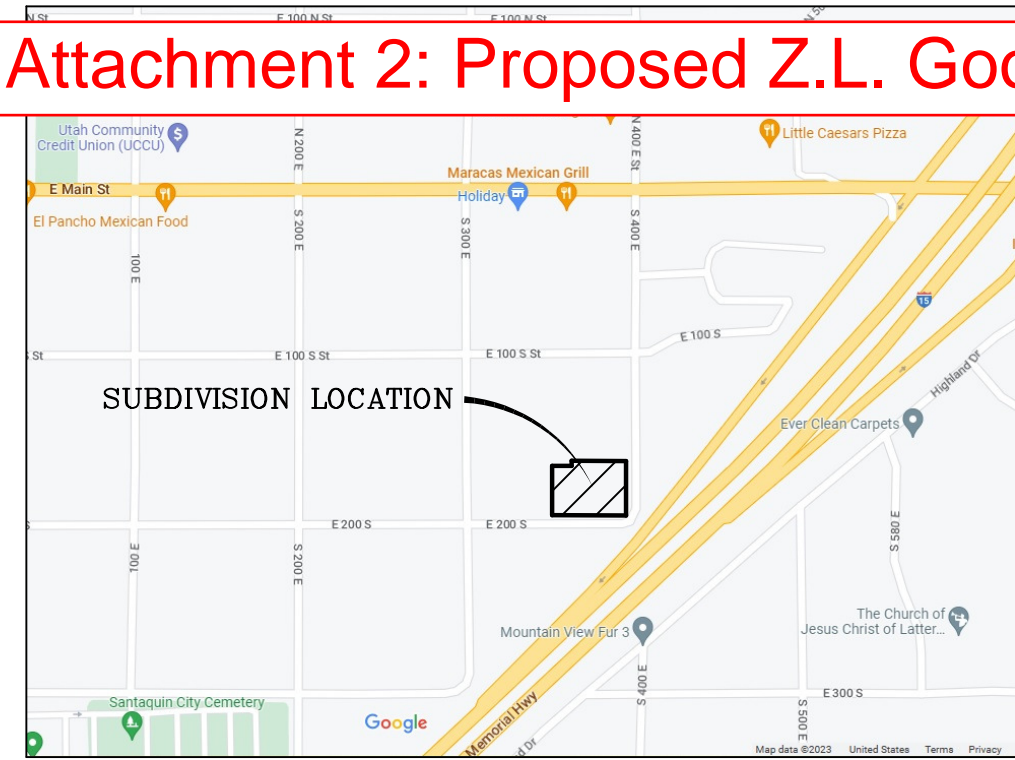 N St
E 100 N St
E 100 N St
Attachment 2: Proposed Z.L. Goo
Utah Community
Credit Union (UCCU)
N 200 E
N 400 E St
Little Caesars Pizza
Maracas Mexican Grill
E Main St
Holiday
El Pancho Mexican Food
S 200 E
S 300 E
S 400 E
100 E
15
E 100 S
St
E 100 S St
E 100 S St
Highland Dr
SUBDIVISION LOCATION
Ever Clean Carpets
E 200 S
E 200 S
S 580 E
100 E
S 200 E
The Church of
Jesus Christ of Latter...
Mountain View Fur 3
S 400 E
E 300 S
Santaquin City Cemetery
S 500 E
Google
Memorial Hwy
Map data ©2023 United States Terms Privacy